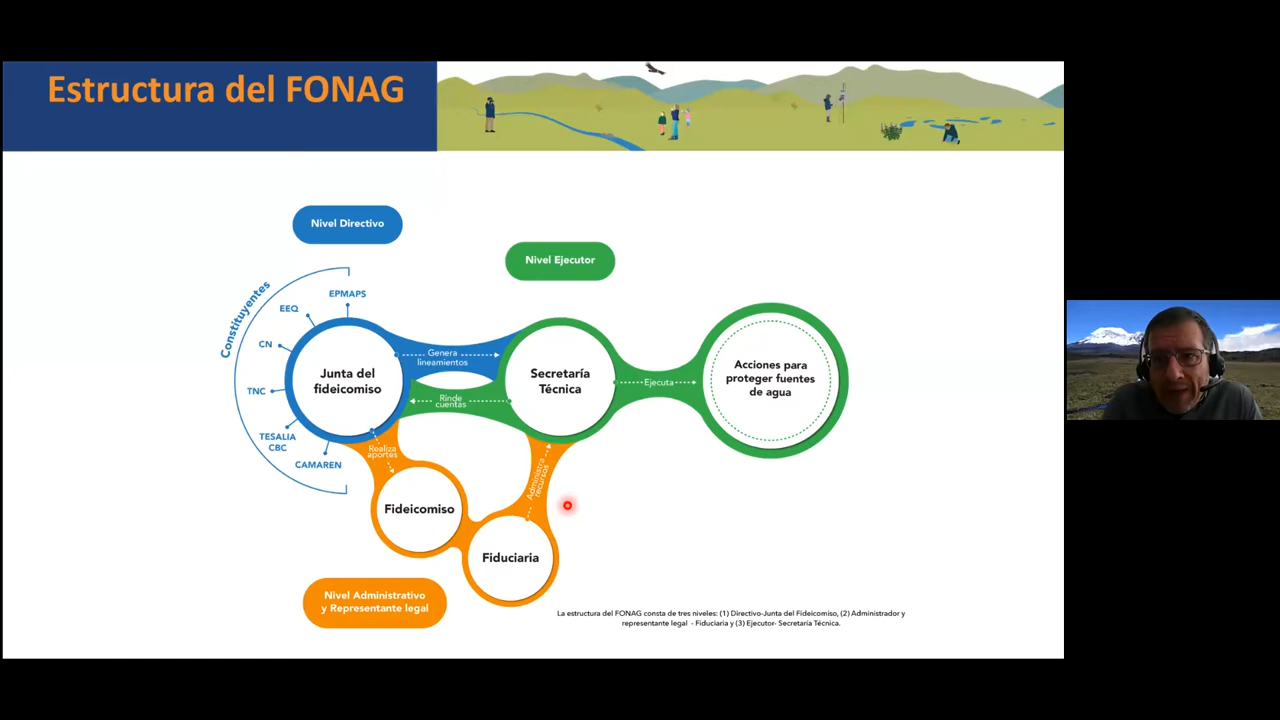 Estructura del FONAG
Nivel Directivo
Nivel Ejecutor
Constituyentes
EPMAPS
EEQ
CN
TNC
TESALIA
CBC
CAMAREN
Junta del
fideicomiso
Genera
lineamientos
Rinde
cuentas
Secretaría
Técnica
Ejecuta
Acciones para
proteger fuentes
de agua
Realiza
aportes
Administra
recursos
Fideicomiso
Fiduciaria
Nivel Administrativo
y Representante legal
La estructura del FONAG consta de tres niveles: (1) Directivo-Junta del Fideicomiso, (2) Administrador y
representante legal - Fiduciaria y (3) Ejecutor- Secretaría Técnica.